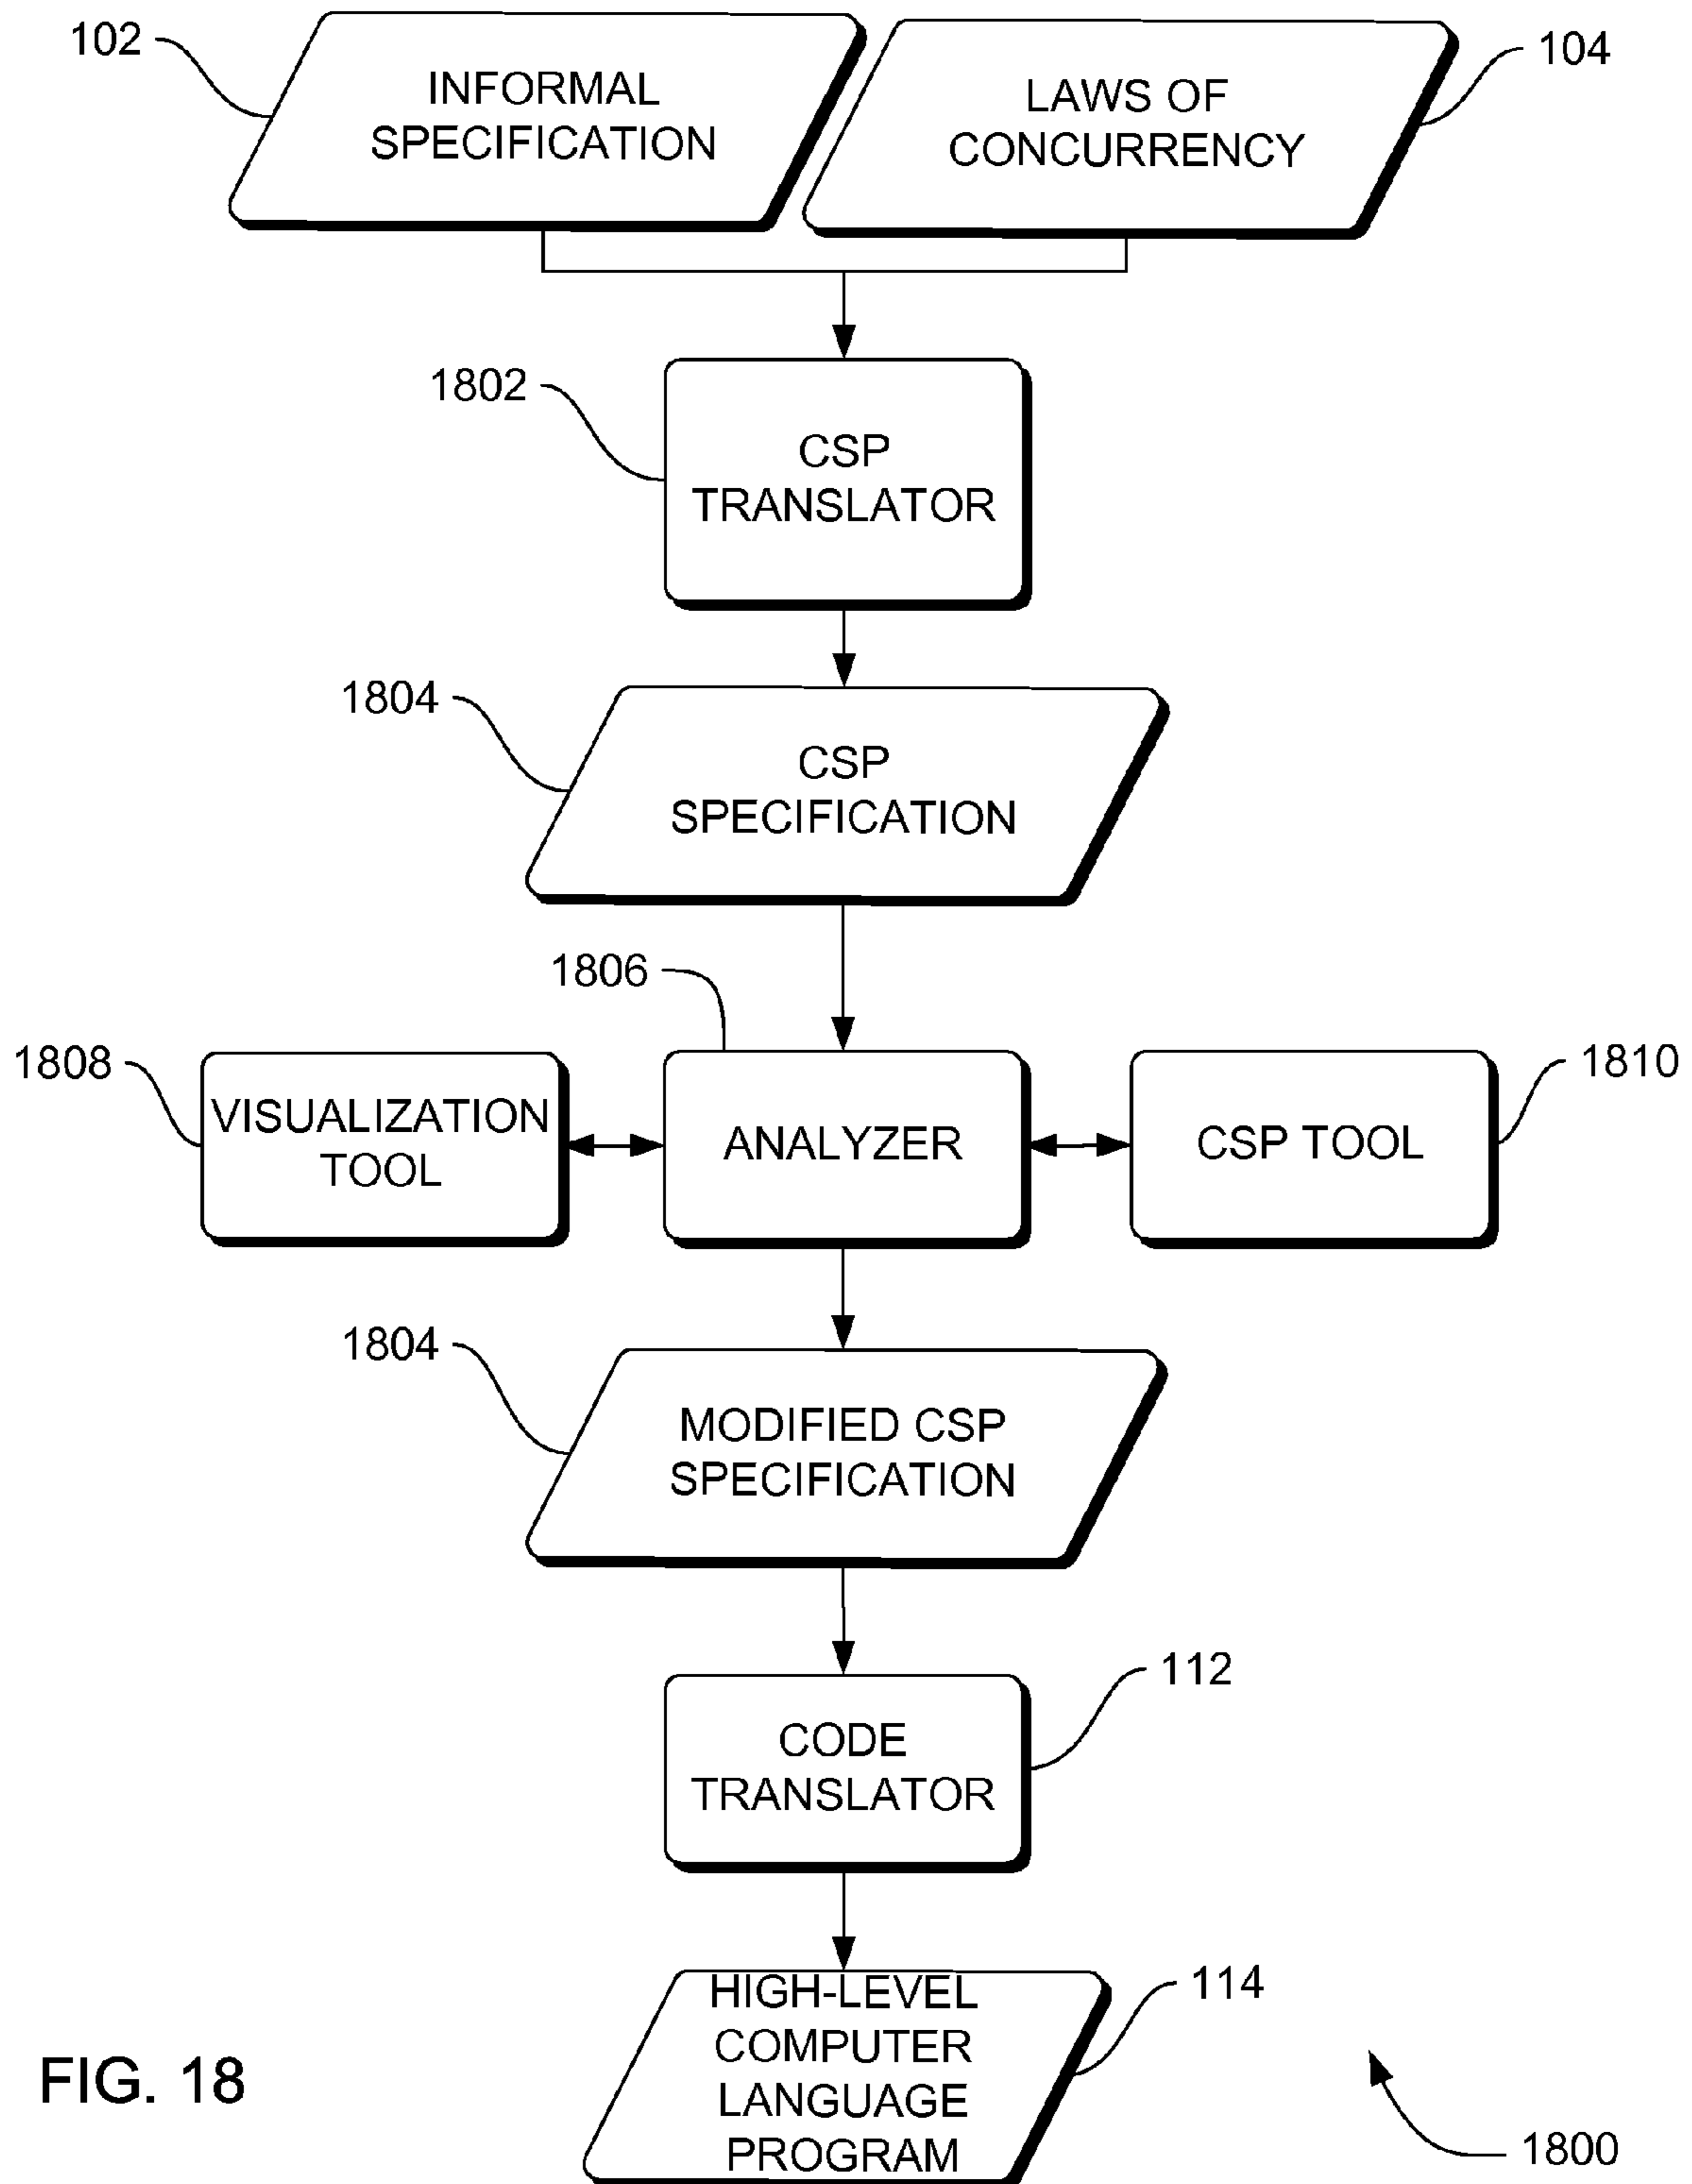 102
INFORMAL
SPECIFICATION
LAWS OF
CONCURRENCY
104
1802
CSP
TRANSLATOR
1804
CSP
SPECIFICATION
1806
1808
VISUALIZATION
TOOL
ANALYZER
CSP TOOL
1810
1804
MODIFIED CSP
SPECIFICATION
112
CODE
TRANSLATOR
114
HIGH-LEVEL
COMPUTER
LANGUAGE
PROGRAM
FIG. 18
1800